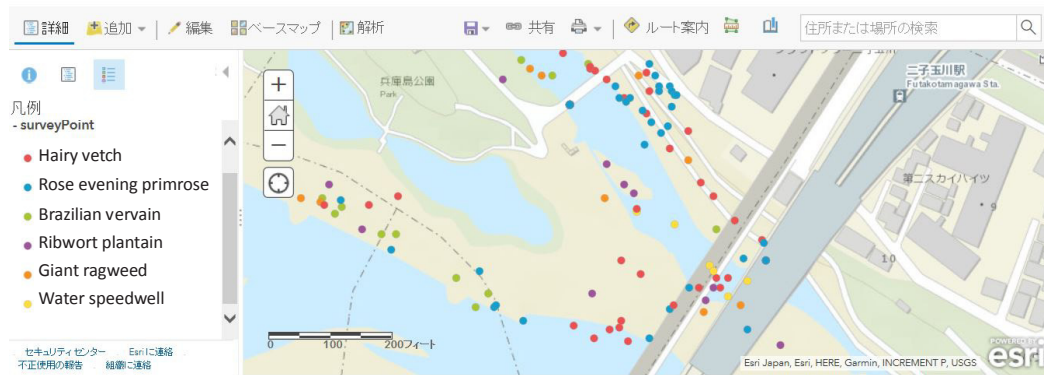 詳細 追加 編集 ベースマップ 解析 共有 ルート案内 住所または場所の検索
凡例
- surveyPoint
Hairy vetch
Rose evening primrose
Brazilian vervain
Ribwort plantain
Giant ragweed
Water speedwell
セキュリティ センター Esri に連絡
不正使用の報告 組織に連絡
兵庫島公園
Park
二子玉川駅
Futakotamagawa Sta.
第二スカイハイツ
9
10
0 100 200フィート
Esri Japan, Esri, HERE, Garmin, INCREMENT P, USGS
POWERED BY
esri